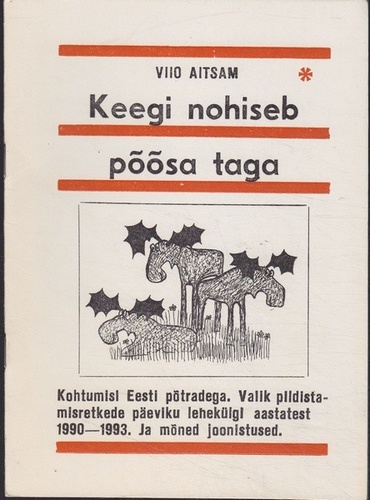 VIIO AITSAM
Keegi nohiseb
põõsa taga
Kohtumisi Eesti põtradega. Valik pildista-
misretkede päeviku lehekülgi aastatest
1990—1993. Ja mõned joonistused.